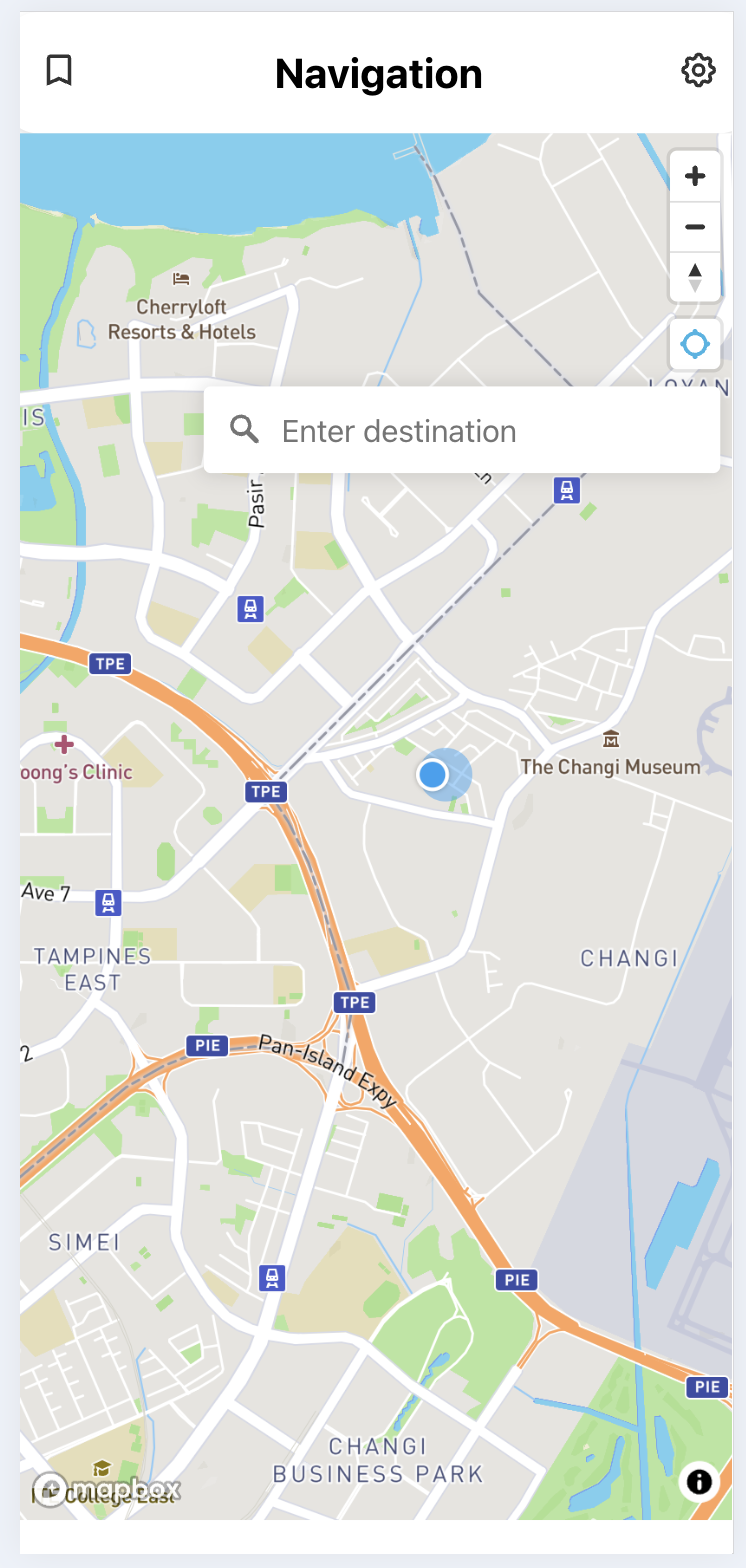 Navigation
Cherryloft
Resorts & Hotels
IS
Enter destination
Pasir
TPE
oong's Clinic
The Changi Museum
TPE
Ave 7
TAMPINES
EAST
CHANGI
TPE
PIE
Pan-Island Expy
2
SIMEI
PIE
PIE
CHANGI
BUSINESS PARK
mapbox
College East